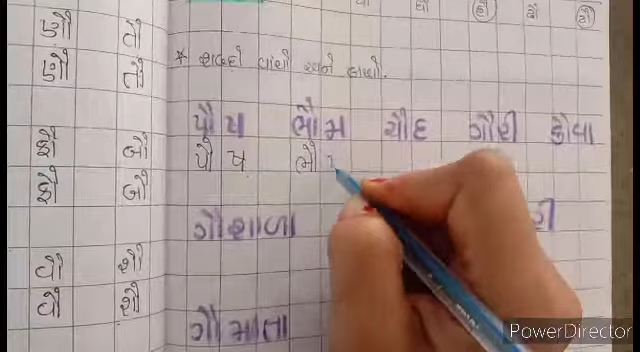 ણૌ તૌ
ણૌ તૌ
* શબ્દો વાંચો અને લખો.
પૌષ ભૌમ ચૌદ ગૌરી કૌવા
પૌષ ભૌ
બૌ
બૌ
ગૌશાળા
રી
વૌ શૌ
વૌ શૌ
ગૌમાતા
PowerDirector